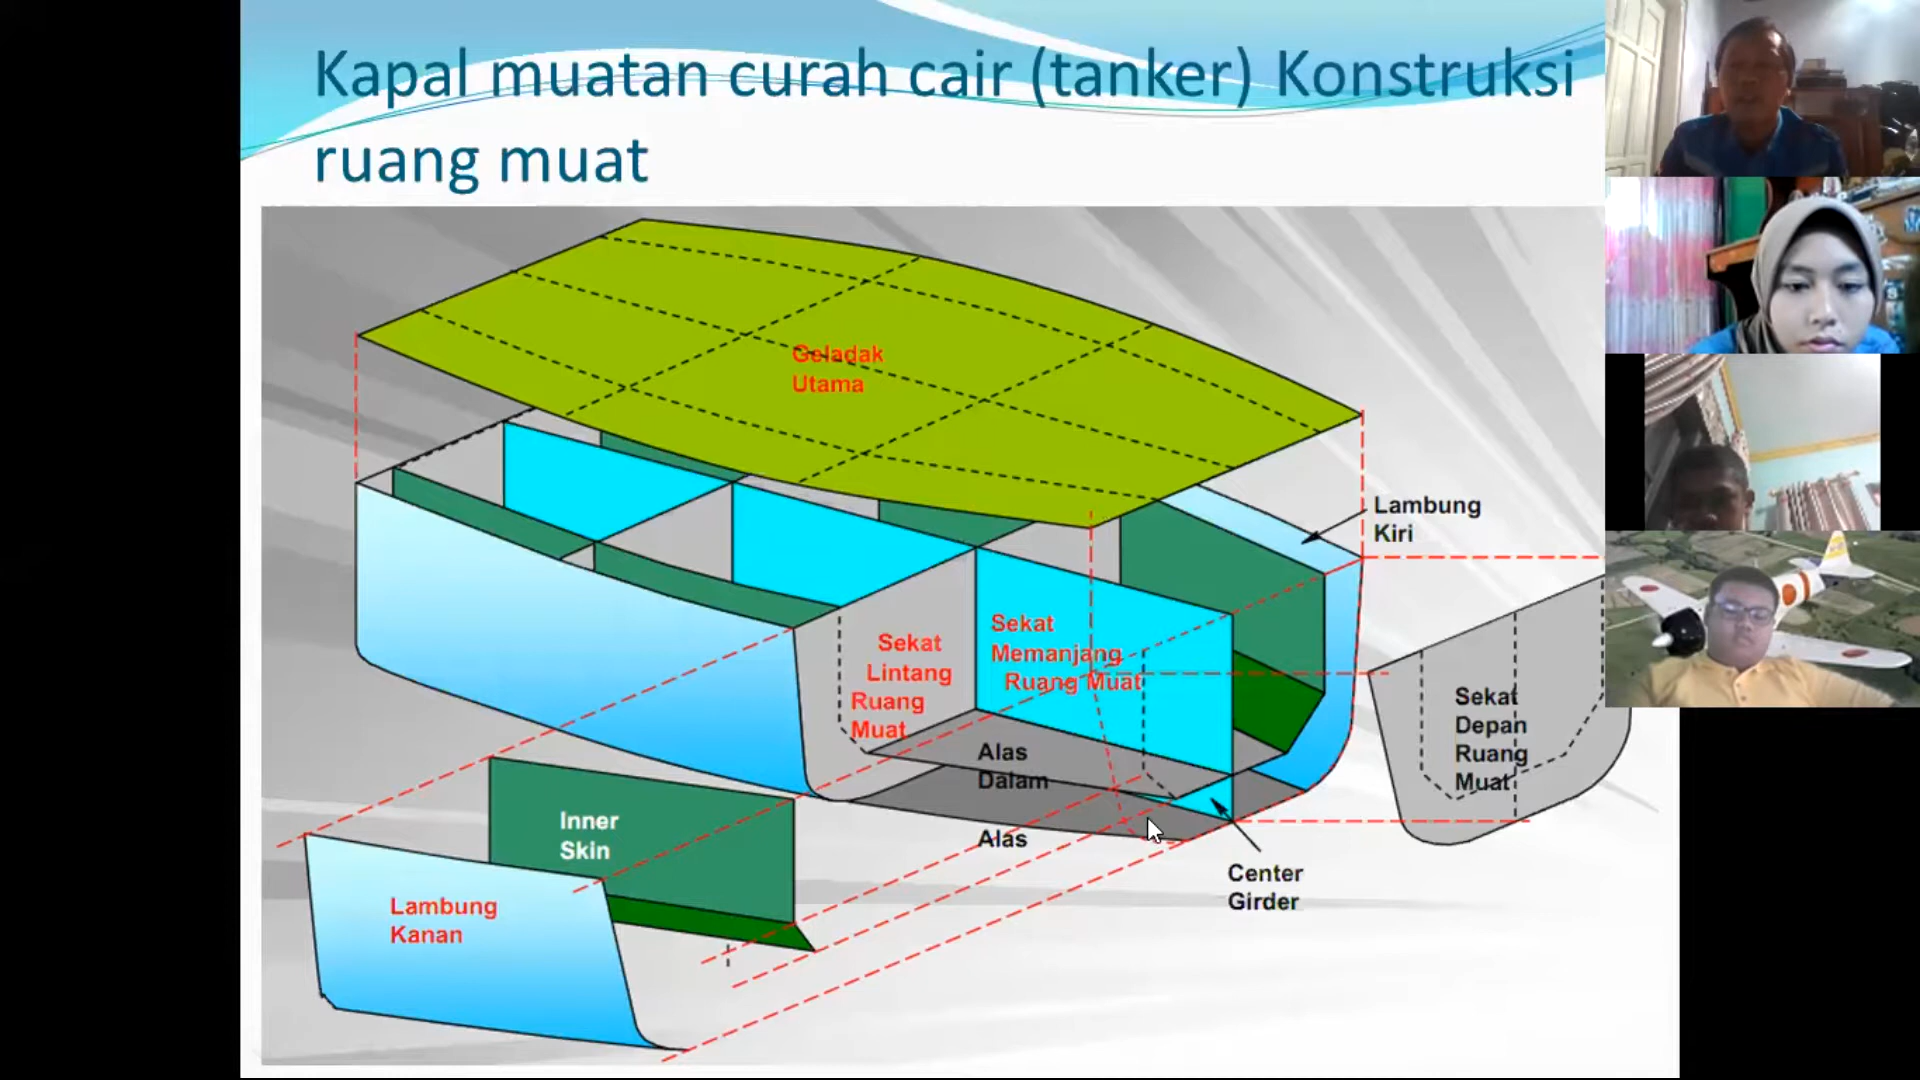 Kapal muatan curah cair (tanker) Konstruksi
ruang muat
Geladak
Utama
Lambung
Kiri
Sekat
Lintang
Ruang
Muat
Sekat
Memanjang
Ruang Muat
Sekat
Depan
Ruang
Muat
Alas
Dalam
Alas
Inner
Skin
Center
Girder
Lambung
Kanan